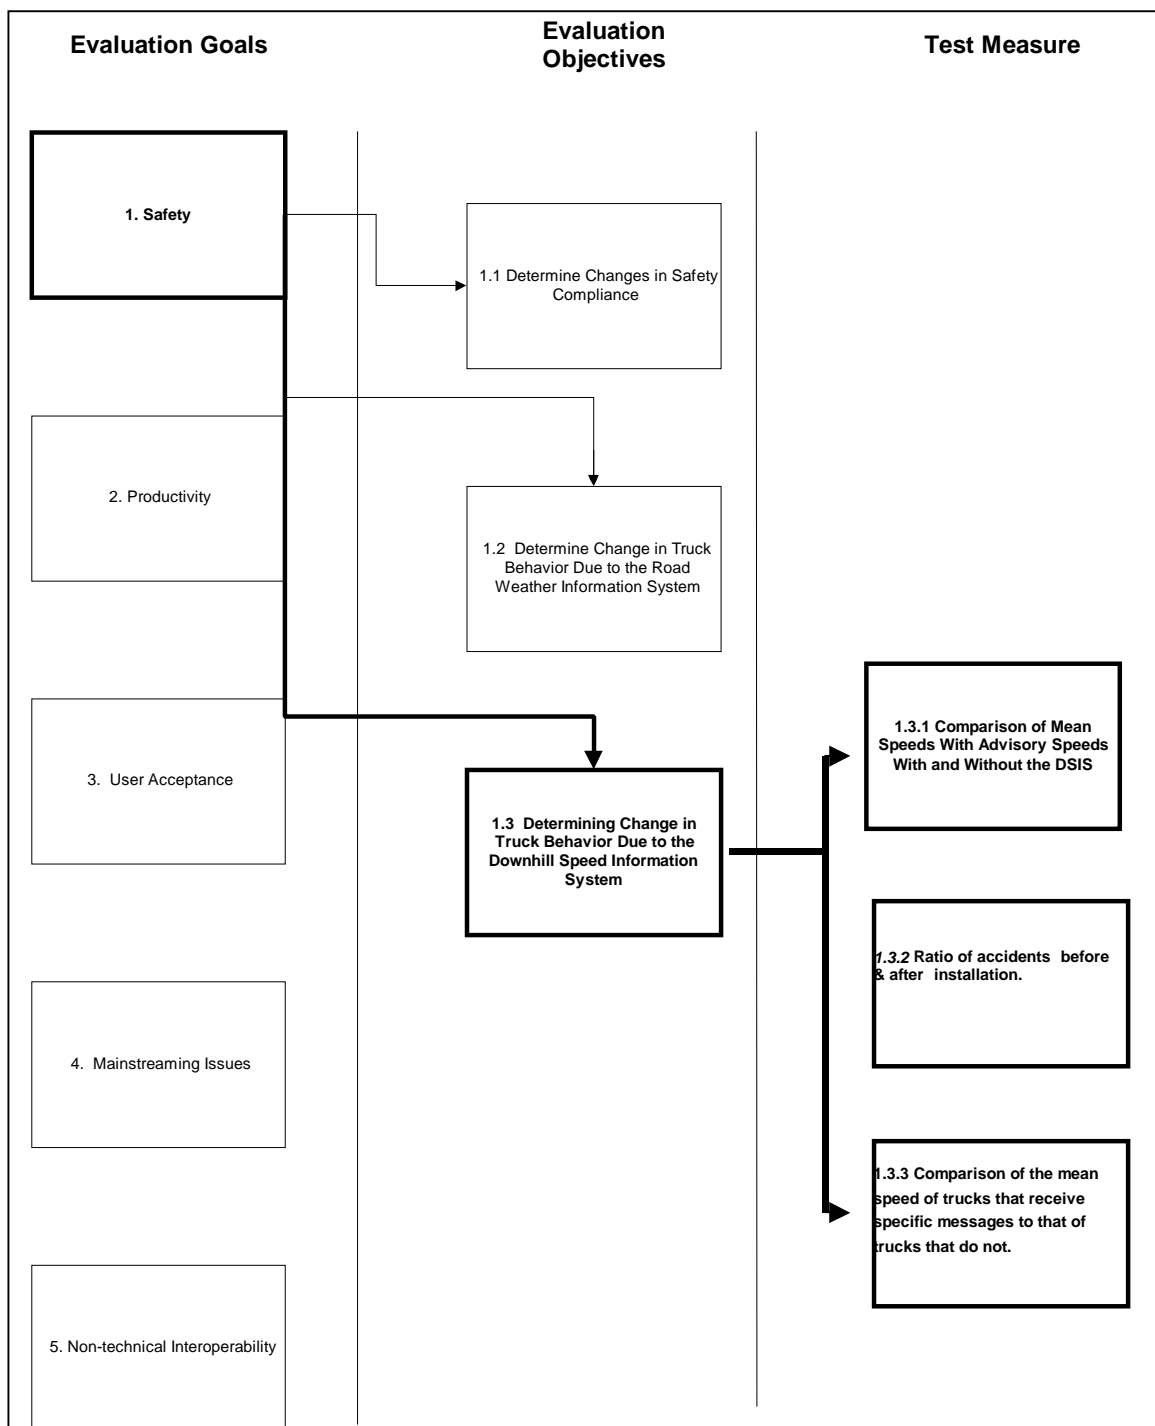 Evaluation Goals
Evaluation
Objectives
Test Measure
1. Safety
1.1 Determine Changes in Safety
Compliance
2. Productivity
1.2 Determine Change in Truck
Behavior Due to the Road
Weather Information System
3. User Acceptance
1.3 Determining Change in
Truck Behavior Due to the
Downhill Speed Information
System
1.3.1 Comparison of Mean
Speeds With Advisory Speeds
With and Without the DSIS
1.3.2 Ratio of accidents before
& after installation.
4. Mainstreaming Issues
1.3.3 Comparison of the mean
speed of trucks that receive
specific messages to that of
trucks that do not.
5. Non-technical Interoperability